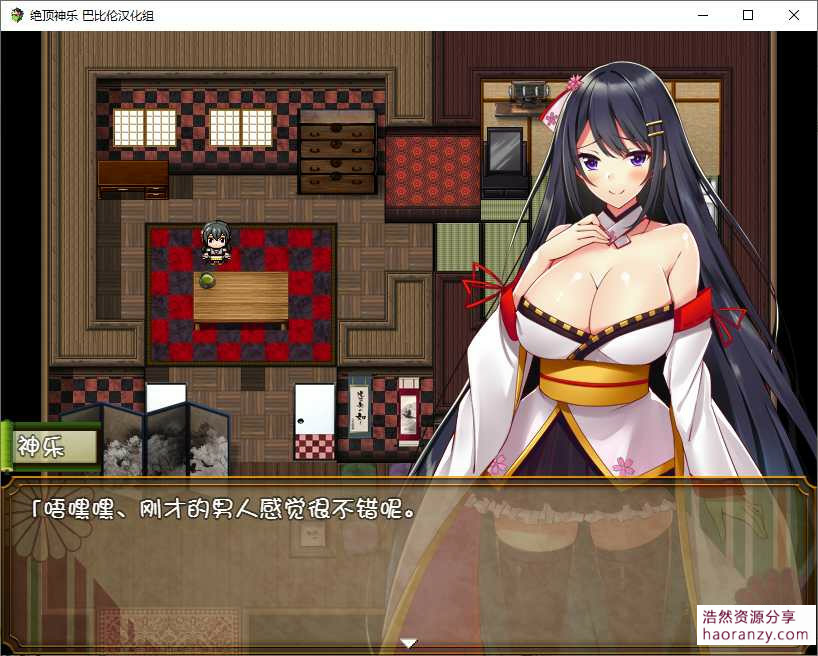 绝顶神乐 巴比伦汉化组
神乐
「唔嘿嘿、刚才的男人感觉很不错呢。
浩然资源分享
haoranzy.com